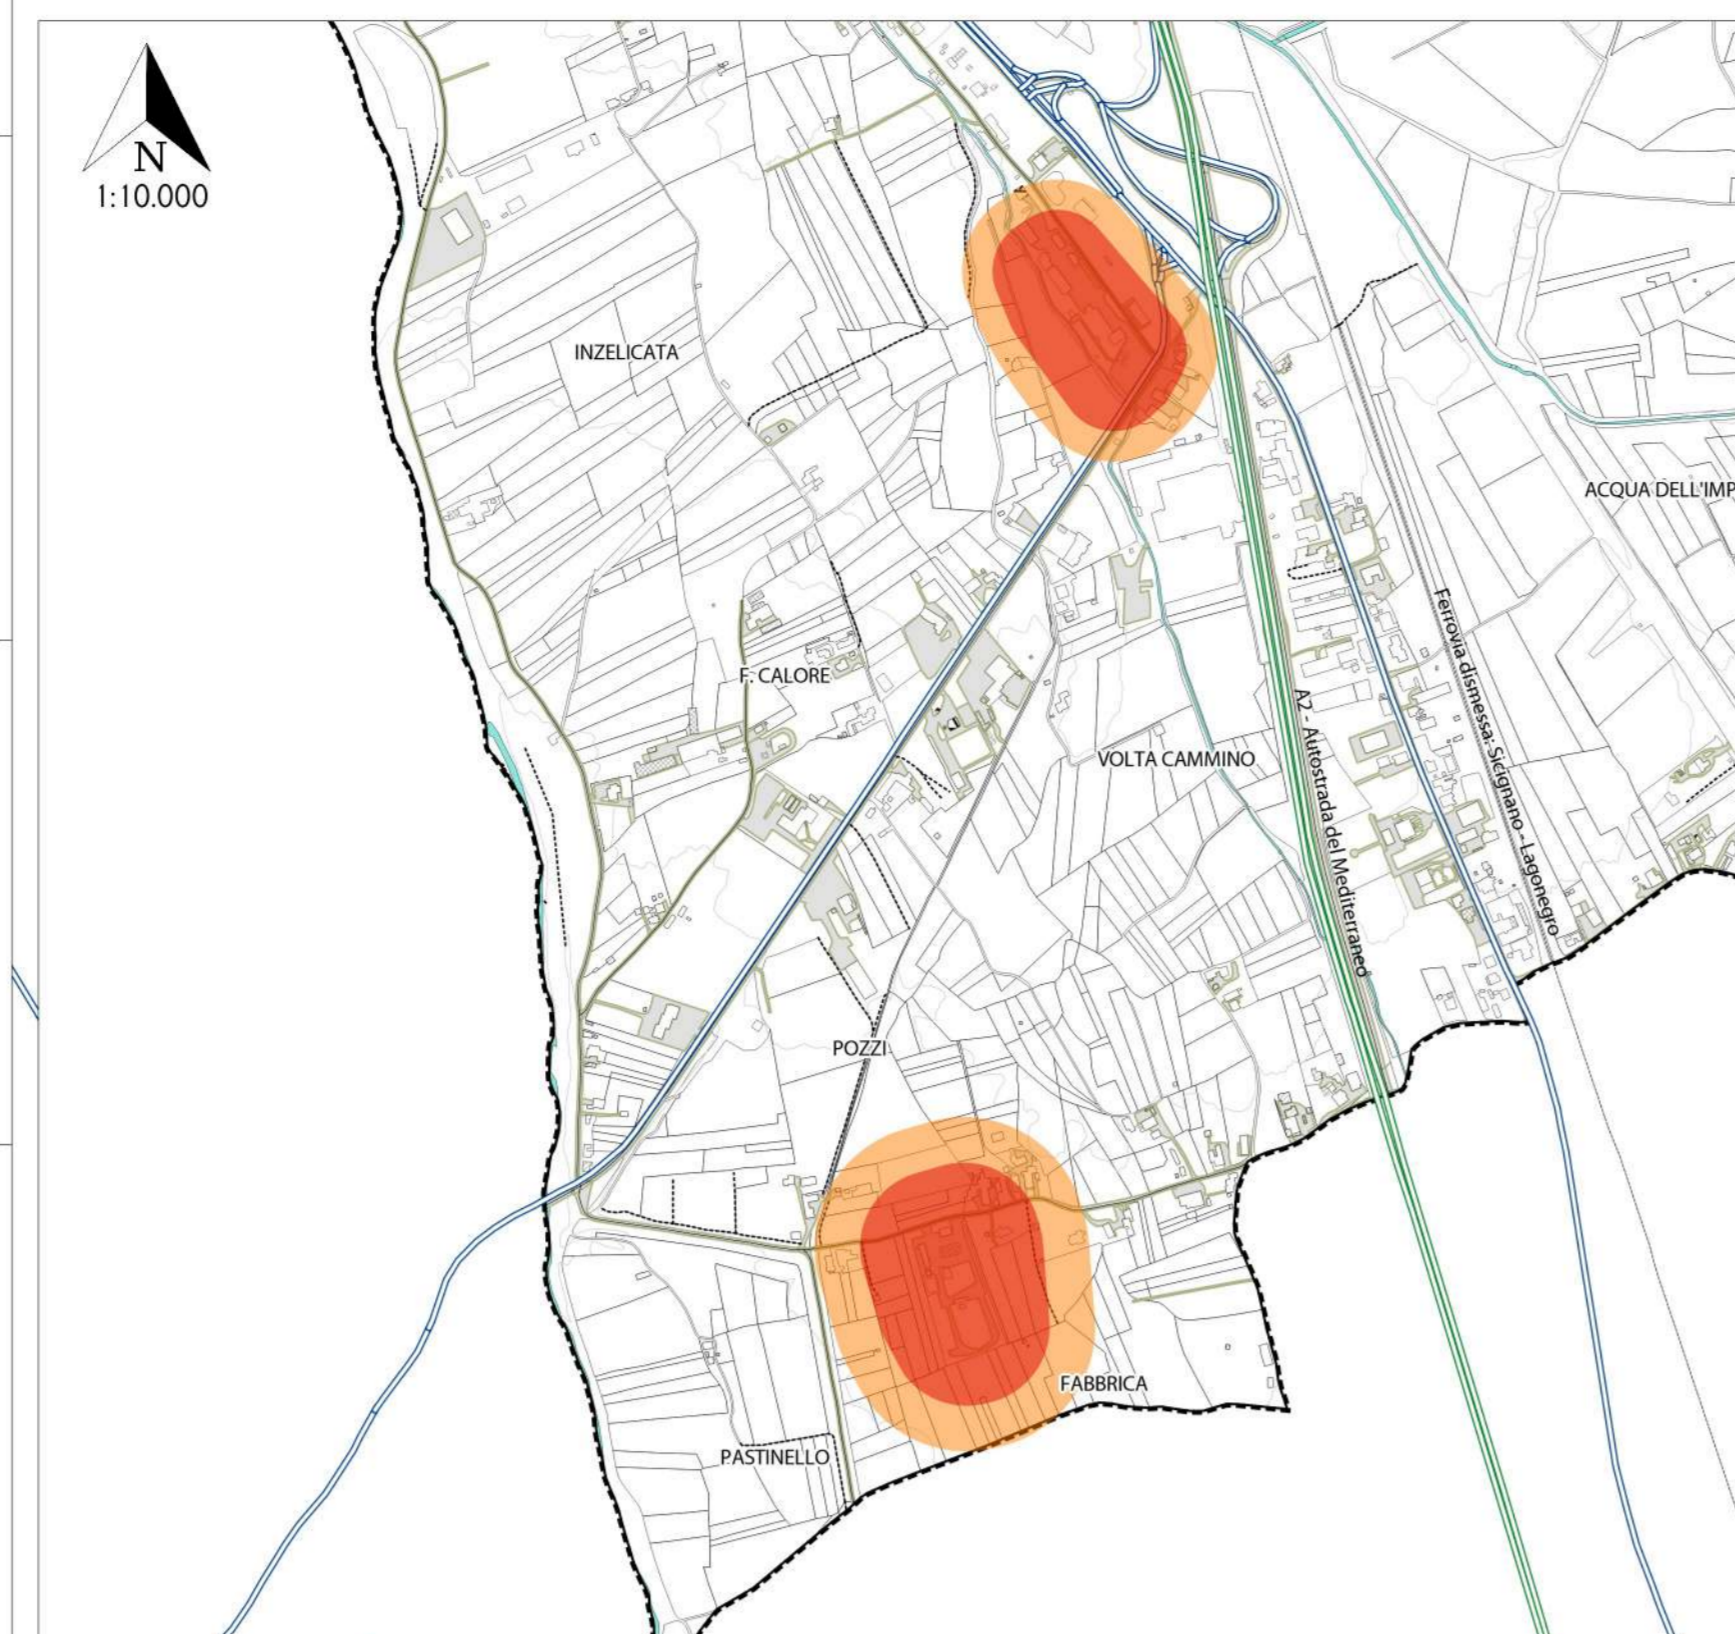 N
1:10.000
INZELICATA
ACQUA DELL'IMP
F. CALORE
Ferrovia dismessa: Sicignano - Lagonegro
A2 - Autostrada del Mediterraneo
VOLTA CAMMINO
POZZI
FABBRICA
PASTINELLO